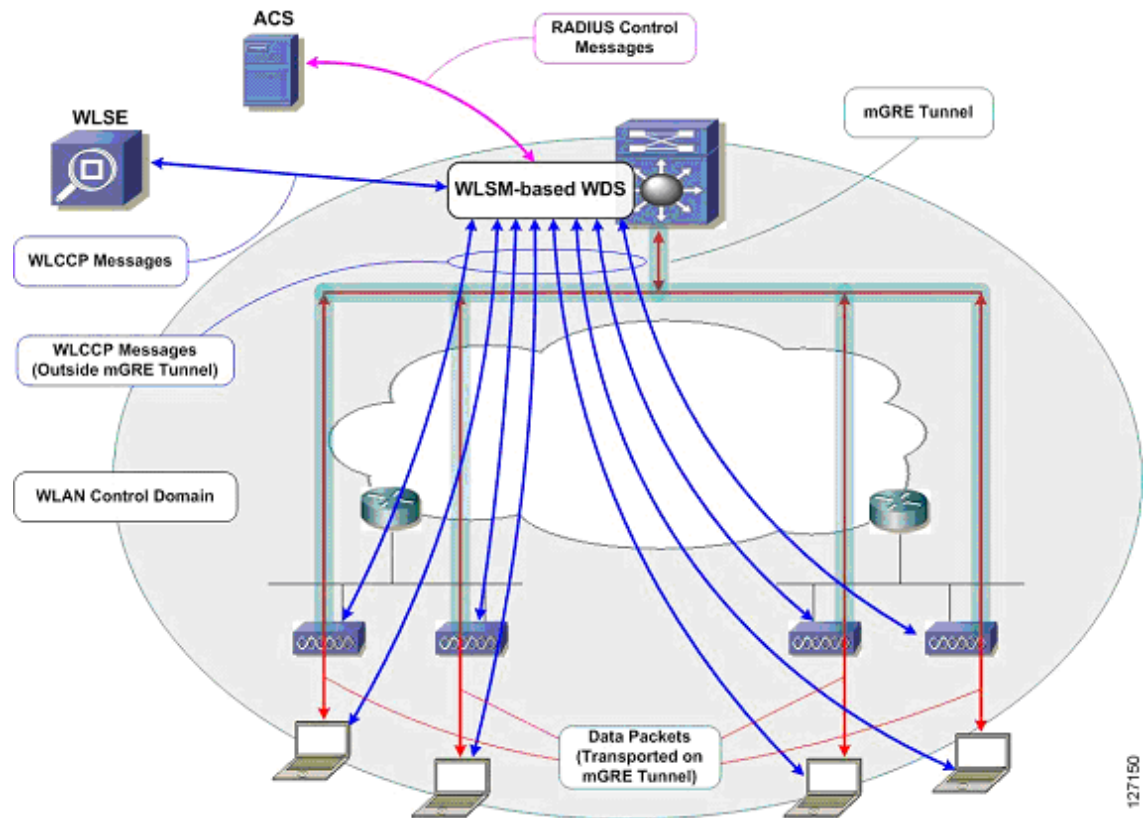 ACS
RADIUS Control
Messages
WLSE
mGRE Tunnel
WLSM-based WDS
WLCCP Messages
WLCCP Messages
(Outside mGRE Tunnel)
WLAN Control Domain
Data Packets
(Transported on
mGRE Tunnel)
127150